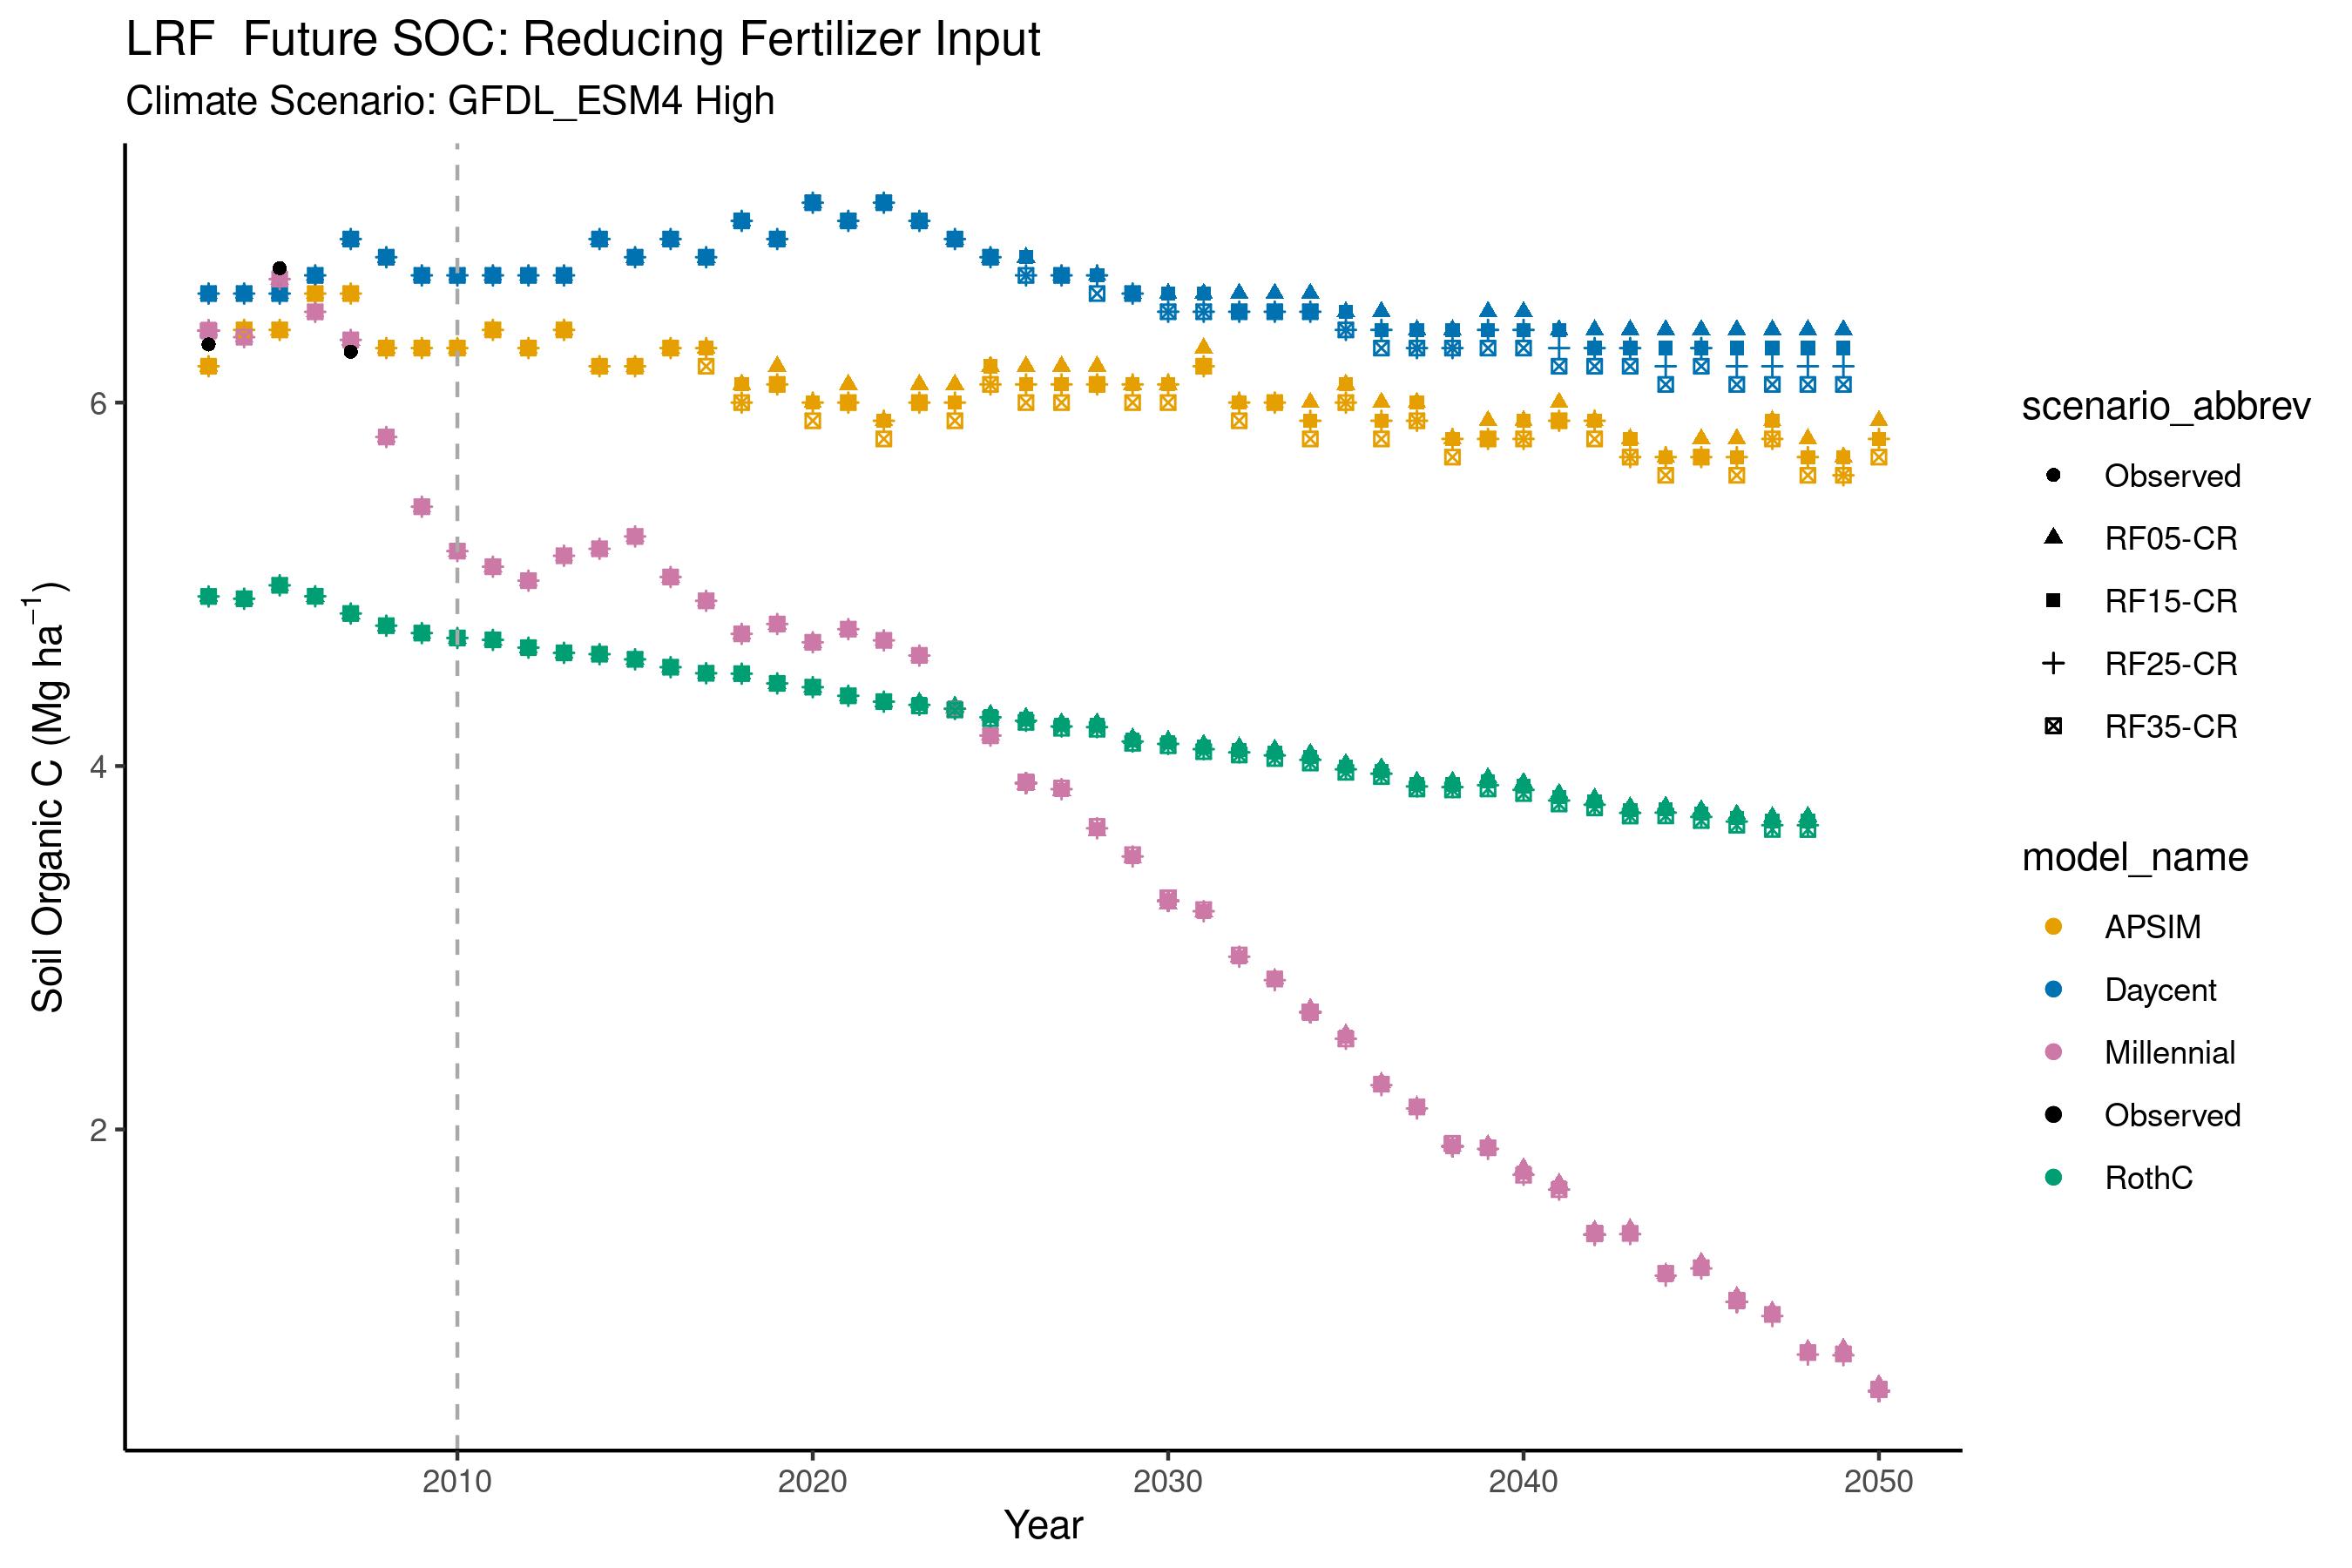 LRF  Future SOC: Reducing Fertilizer Input
Climate Scenario: GFDL_ESM4 High
Soil Organic C (Mg ha⁻¹)
6
4
2
2010
2020
2030
2040
2050
Year
scenario_abbrev
Observed
RF05-CR
RF15-CR
RF25-CR
RF35-CR
model_name
APSIM
Daycent
Millennial
Observed
RothC